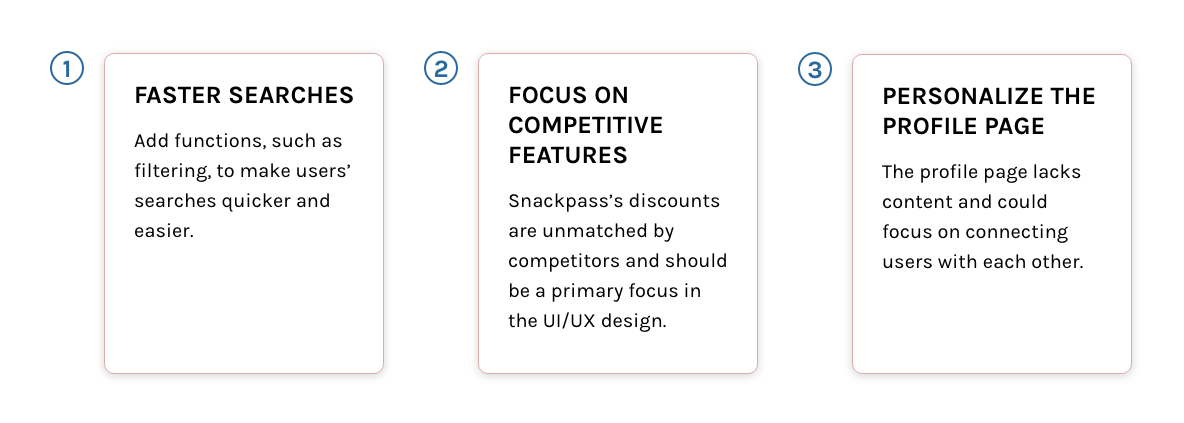 1
FASTER SEARCHES
Add functions, such as
filtering, to make users’
searches quicker and
easier.
2
FOCUS ON
COMPETITIVE
FEATURES
Snackpass’s discounts
are unmatched by
competitors and should
be a primary focus in
the UI/UX design.
3
PERSONALIZE THE
PROFILE PAGE
The profile page lacks
content and could
focus on connecting
users with each other.